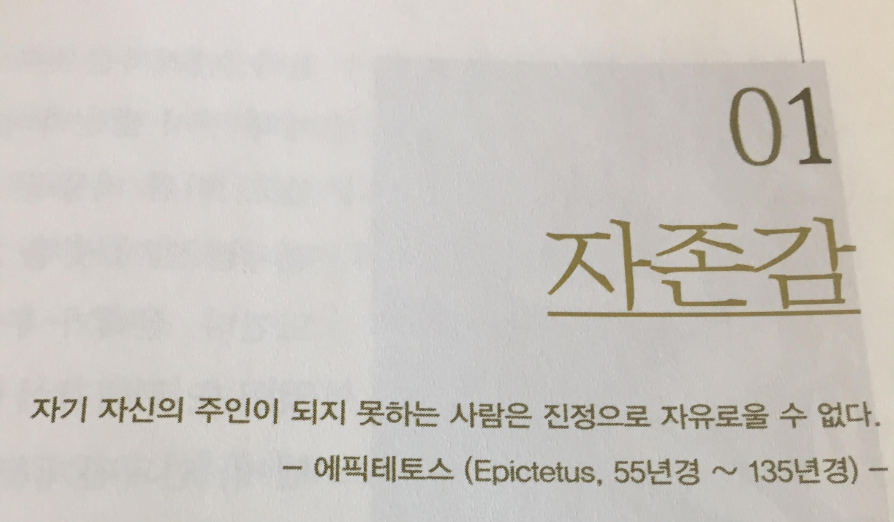 01
자존감
자기 자신의 주인이 되지 못하는 사람은 진정으로 자유로울 수 없다.
– 에픽테토스 (Epictetus, 55년경 ~ 135년경) –